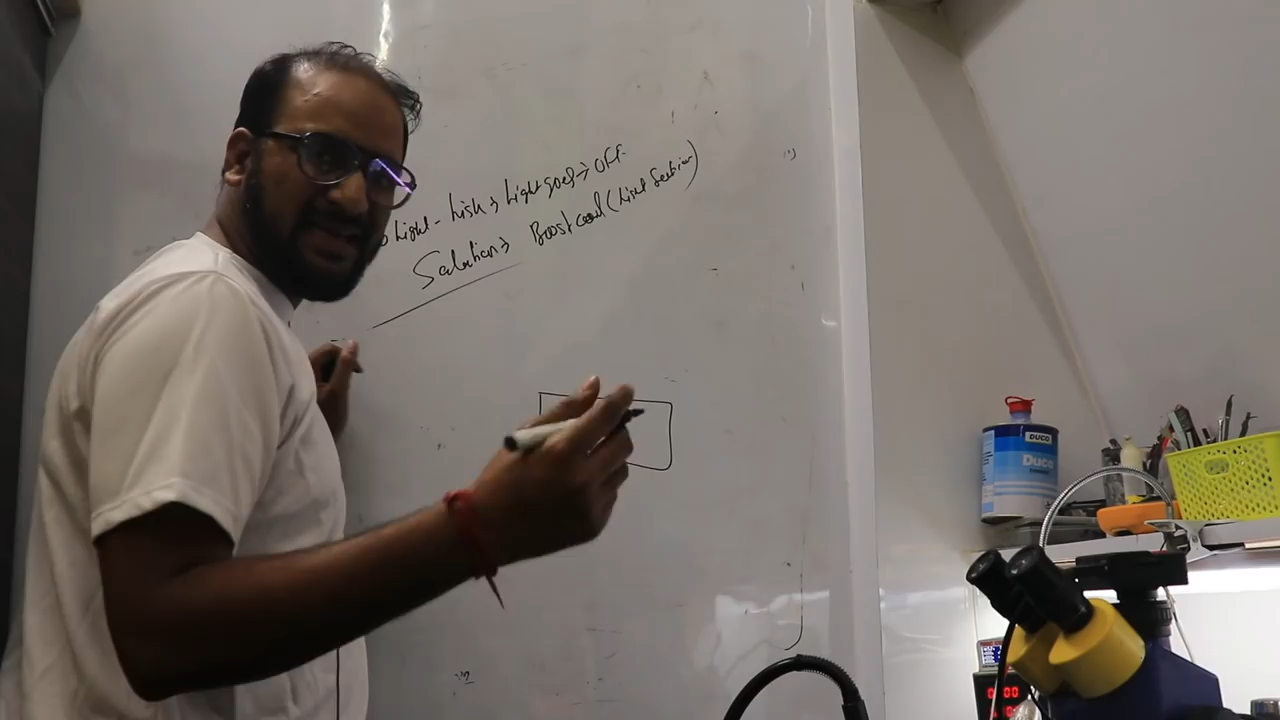 light - high → light goes → OFF
Solution → Boost coil (light Section)
DUCO
Duco